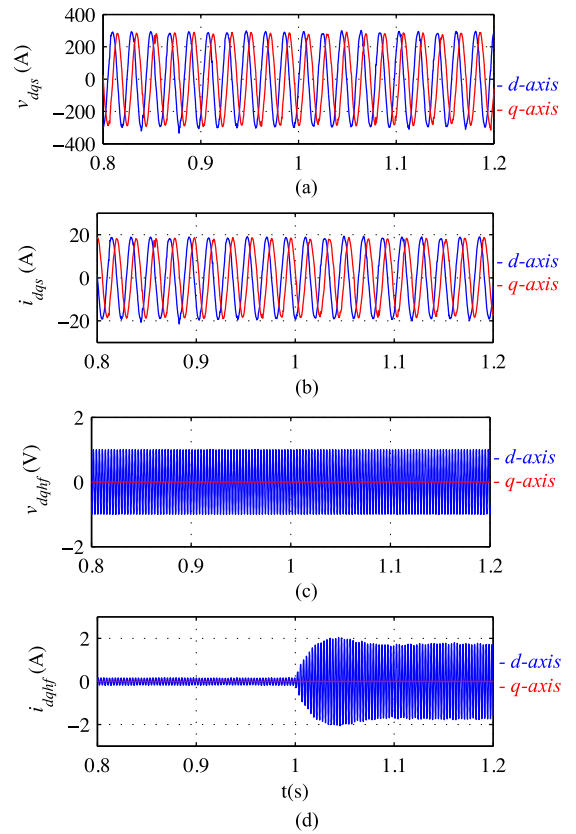 400
200
0
−200
−400
v_dqs (A)
- d-axis
- q-axis
0.8 0.9 1 1.1 1.2
(a)
20
0
−20
i_dqs (A)
- d-axis
- q-axis
0.8 0.9 1 1.1 1.2
(b)
2
0
−2
v_dqhf (V)
- d-axis
- q-axis
0.8 0.9 1 1.1 1.2
(c)
2
0
−2
i_dqhf (A)
- d-axis
- q-axis
0.8 0.9 1 1.1 1.2
t(s)
(d)